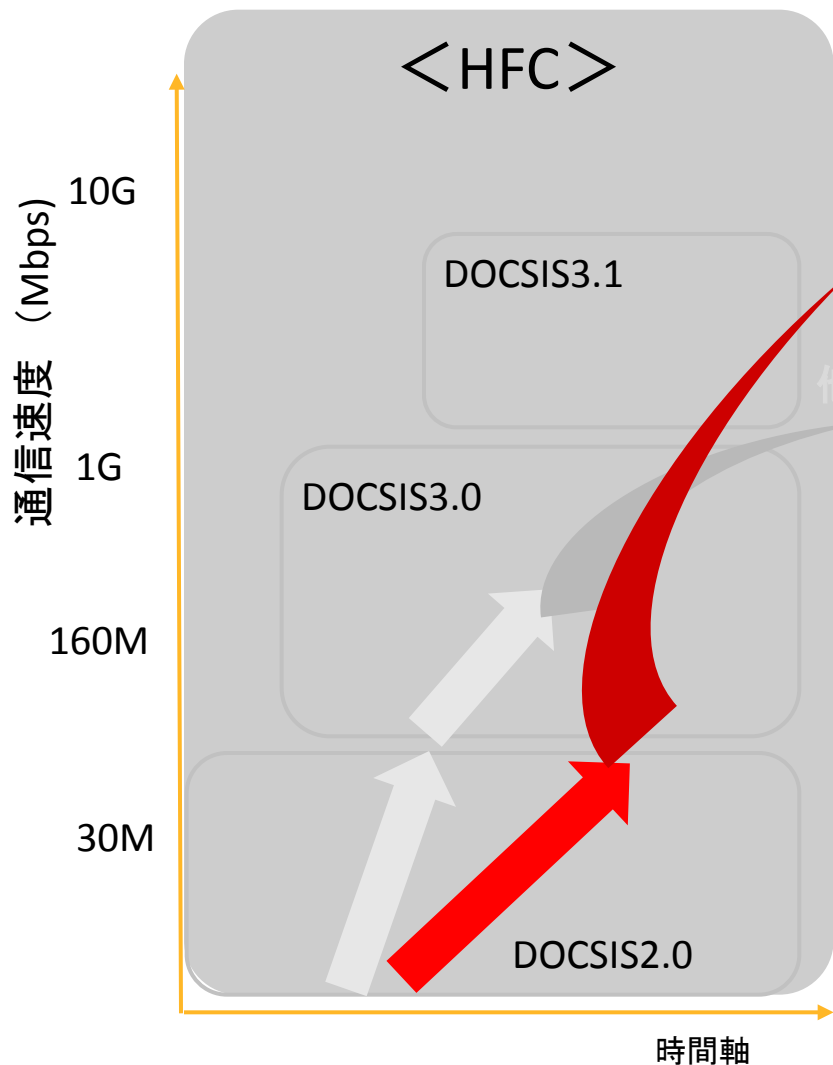 ＜HFC＞
10G
DOCSIS3.1
1G
DOCSIS3.0
160M
30M
DOCSIS2.0
通信速度　（Mbps)
時間軸